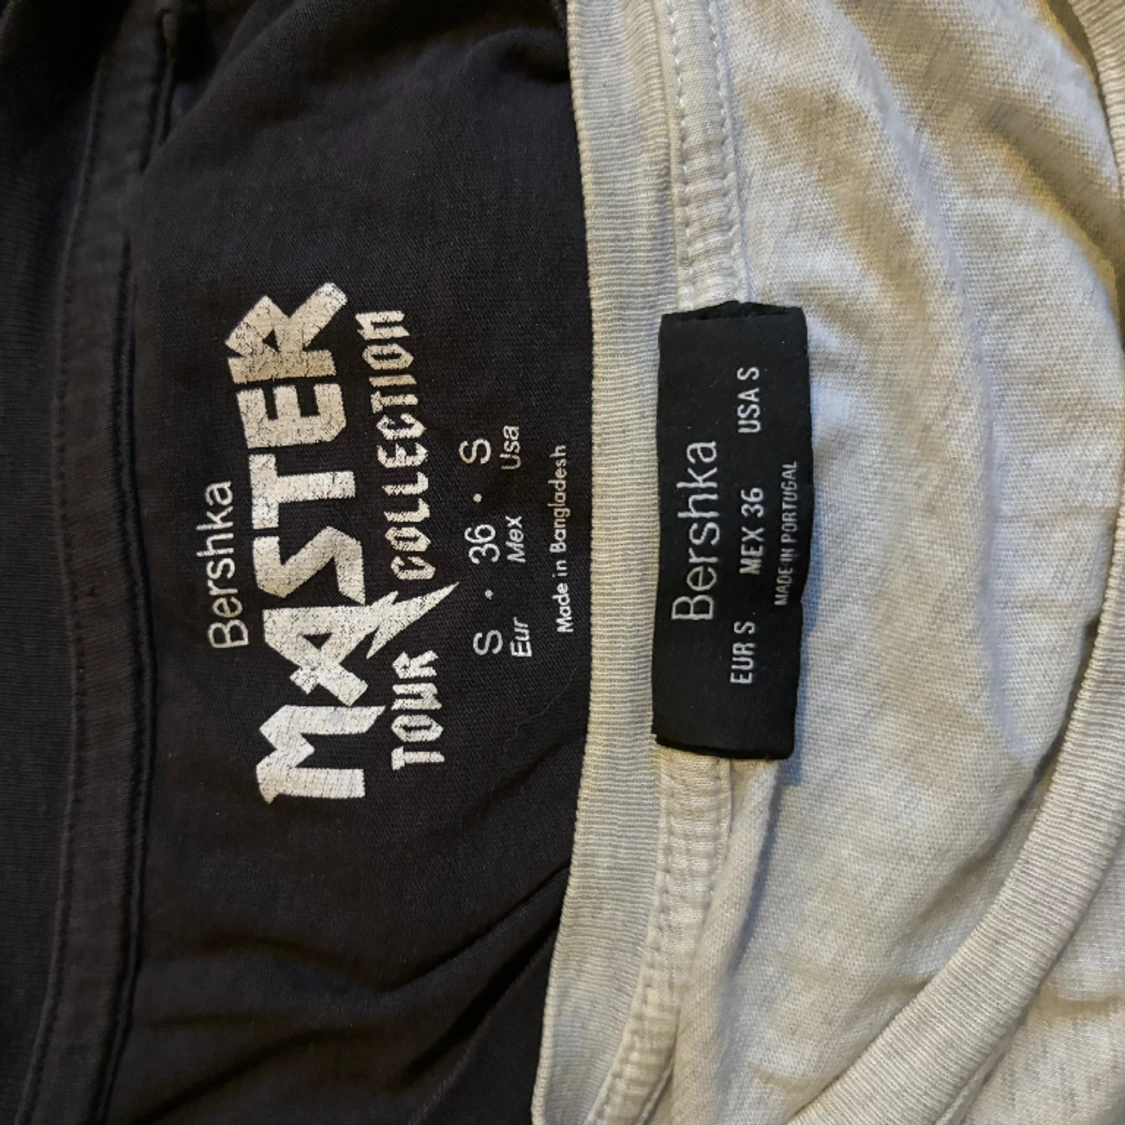 Bershka
MASTER
TOUR COLLECTION
S · 36 · S
Eur Mex Usa
Made in Bangladesh
Bershka
EUR S MEX 36 USA S
MADE IN PORTUGAL